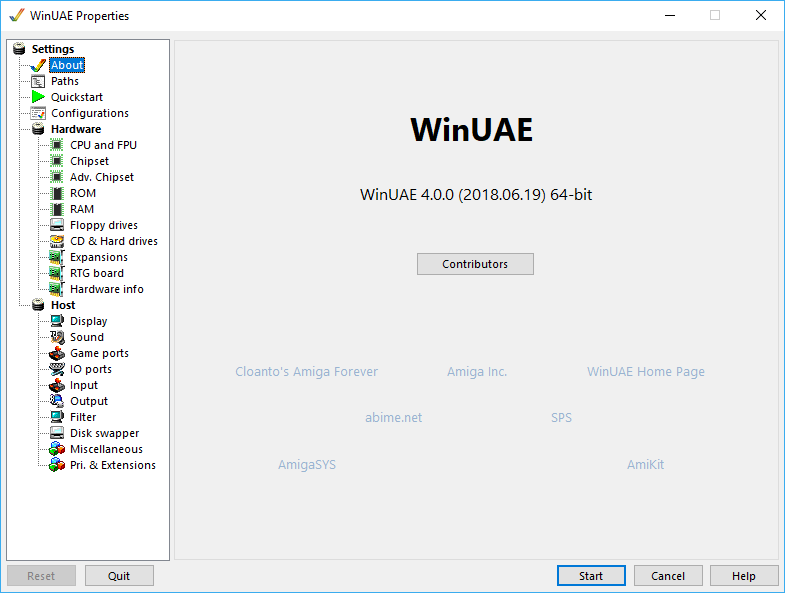 WinUAE Properties
Settings
About
Paths
Quickstart
Configurations
Hardware
CPU and FPU
Chipset
Adv. Chipset
ROM
RAM
Floppy drives
CD & Hard drives
Expansions
RTG board
Hardware info
Host
Display
Sound
Game ports
IO ports
Input
Output
Filter
Disk swapper
Miscellaneous
Pri. & Extensions
WinUAE
WinUAE 4.0.0 (2018.06.19) 64-bit
Contributors
Cloanto's Amiga Forever Amiga Inc. WinUAE Home Page
abime.net SPS
AmigaSYS AmiKit
Reset Quit Start Cancel Help